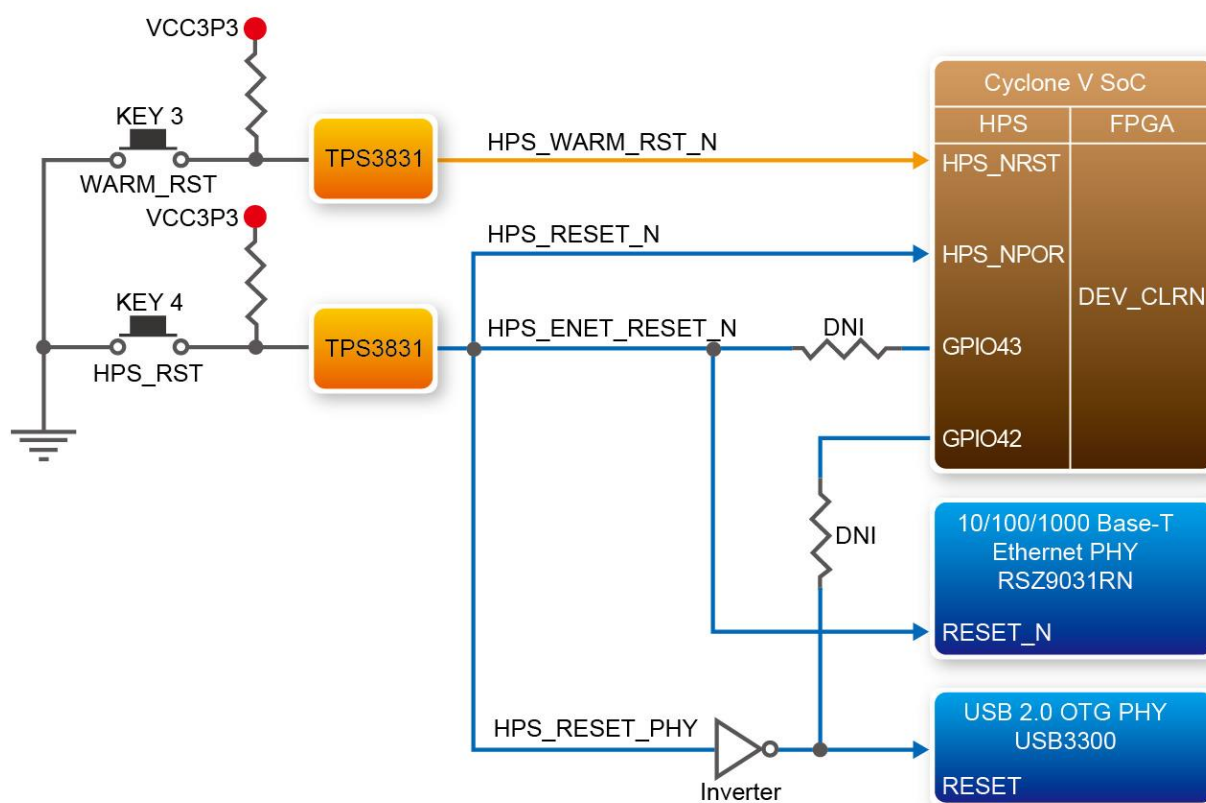 VCC3P3
KEY 3
WARM_RST
TPS3831
HPS_WARM_RST_N
VCC3P3
KEY 4
HPS_RST
TPS3831
HPS_RESET_N
HPS_ENET_RESET_N
DNI
DNI
HPS_RESET_PHY
Inverter
Cyclone V SoC
HPS
FPGA
HPS_NRST
HPS_NPOR
DEV_CLRN
GPIO43
GPIO42
10/100/1000 Base-T
Ethernet PHY
RSZ9031RN
RESET_N
USB 2.0 OTG PHY
USB3300
RESET